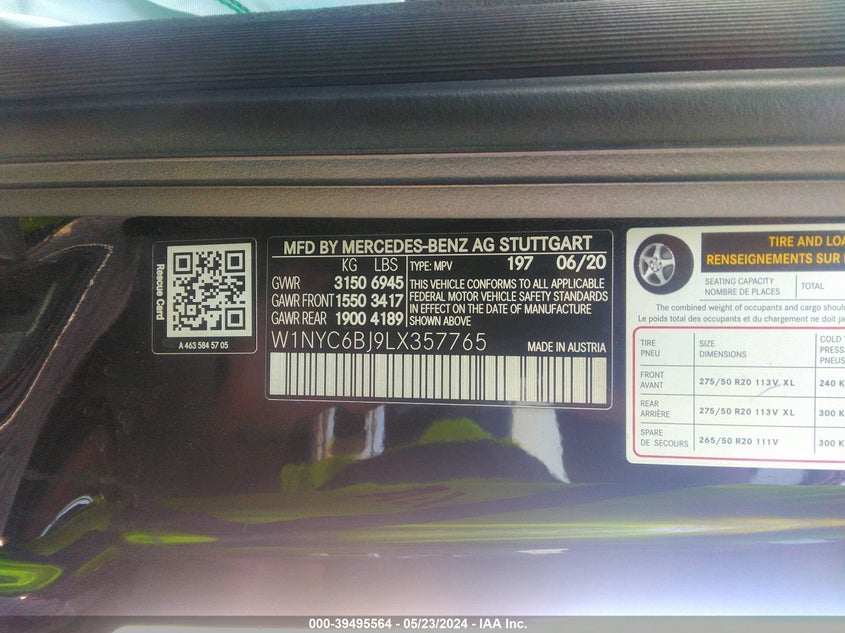 Rescue Card
A 463 584 57 05
MFD BY MERCEDES-BENZ AG STUTTGART
KG LBS TYPE: MPV 197 06/20
GVWR 3150 6945
GAWR FRONT 1550 3417
GAWR REAR 1900 4189
THIS VEHICLE CONFORMS TO ALL APPLICABLE
FEDERAL MOTOR VEHICLE SAFETY STANDARDS
IN EFFECT ON THE DATE OF MANUFACTURE
SHOWN ABOVE
W1NYC6BJ9LX357765 MADE IN AUSTRIA
TIRE AND LOA
RENSEIGNEMENTS SUR
SEATING CAPACITY
NOMBRE DE PLACES TOTAL
The combined weight of occupants and cargo should
Le poids total des occupants et du chargement ne doit
TIRE SIZE COLD
PNEU DIMENSIONS PRESS
PNEUS
FRONT
AVANT 275/50 R20 113V XL 240 K
REAR
ARRIÈRE 275/50 R20 113V XL 300 K
SPARE
DE SECOURS 265/50 R20 111V 300 K
000-39495564 - 05/23/2024 - IAA Inc.